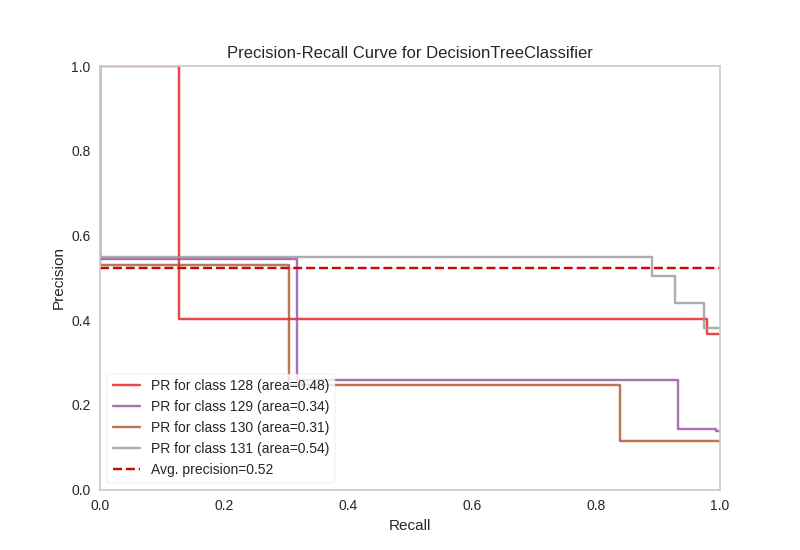 Precision-Recall Curve for DecisionTreeClassifier
1.0
0.8
0.6
0.4
0.2
0.0
Precision
PR for class 128 (area=0.48)
PR for class 129 (area=0.34)
PR for class 130 (area=0.31)
PR for class 131 (area=0.54)
Avg. precision=0.52
0.0 0.2 0.4 0.6 0.8 1.0
Recall